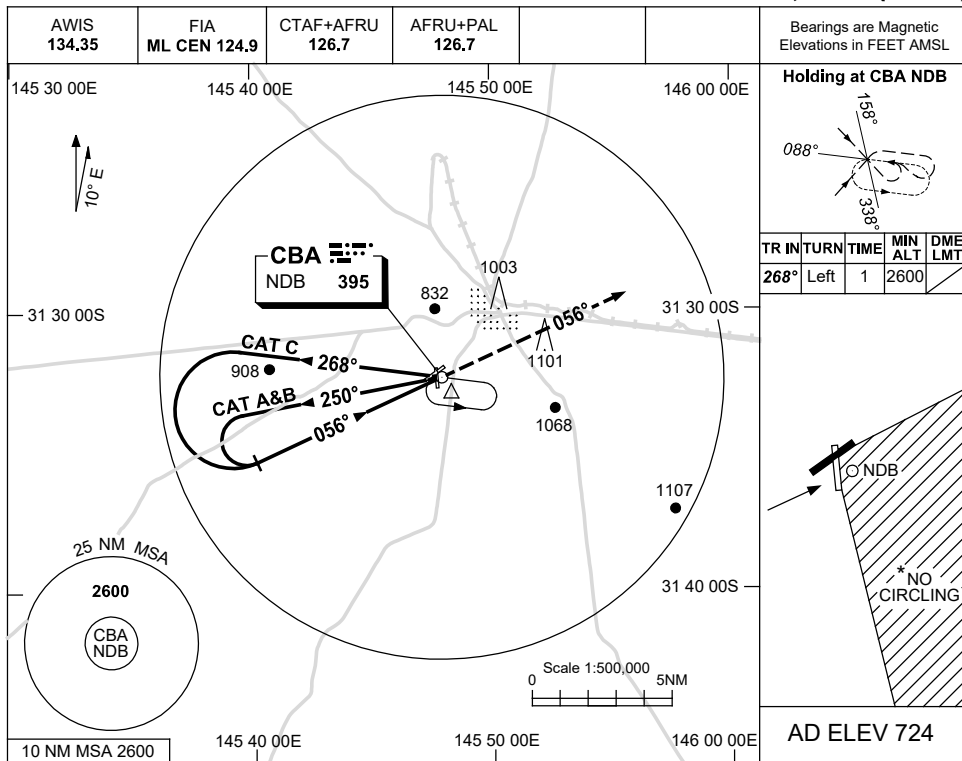 AWIS
134.35
FIA
ML CEN 124.9
CTAF+AFRU
126.7
AFRU+PAL
126.7
Bearings are Magnetic
Elevations in FEET AMSL
145 30 00E
145 40 00E
145 50 00E
146 00 00E
10° E
CBA
NDB 395
1003
832
31 30 00S
31 30 00S
056°
1101
CAT C
268°
908
CAT A&B
250°
056°
1068
1107
31 40 00S
25 NM MSA
2600
CBA
NDB
Scale 1:500,000
0
5NM
10 NM MSA 2600
145 40 00E
145 50 00E
146 00 00E
Holding at CBA NDB
158°
088°
338°
TR IN TURN TIME MIN ALT DME LMT
268° Left 1 2600
NDB
*NO
CIRCLING
AD ELEV 724